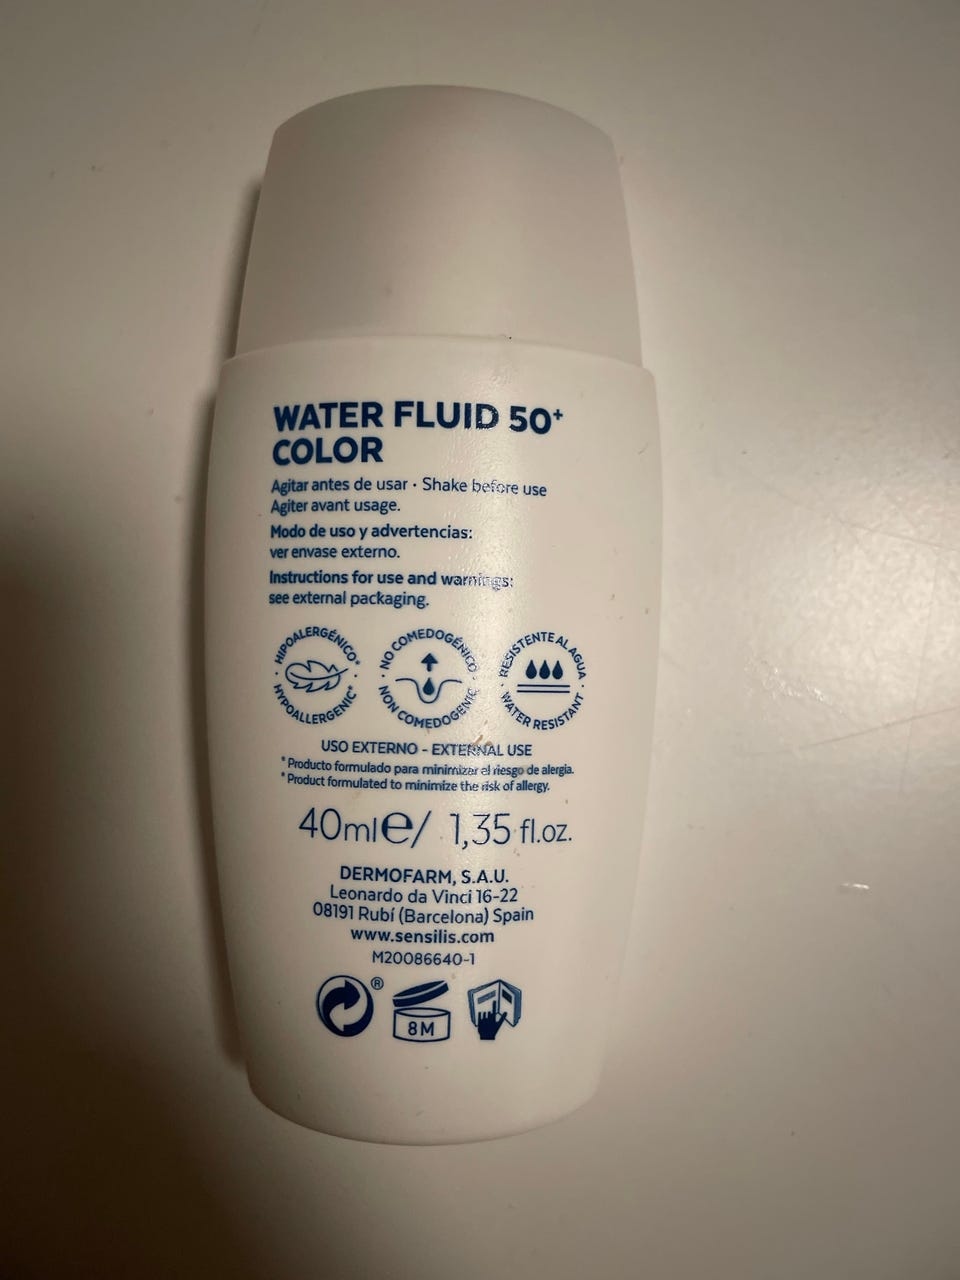 WATER FLUID 50+
COLOR
Agitar antes de usar · Shake before use
Agiter avant usage.
Modo de uso y advertencias:
ver envase externo.
Instructions for use and warnings:
see external packaging.
· HIPOALERGÉNICO* ·
HYPOALLERGENIC*
· NO COMEDOGÉNICO ·
NON COMEDOGENIC
· RESISTENTE AL AGUA ·
WATER RESISTANT
USO EXTERNO - EXTERNAL USE
*Producto formulado para minimizar el riesgo de alergia.
*Product formulated to minimize the risk of allergy.
40ml e / 1,35 fl.oz.
DERMOFARM, S.A.U.
Leonardo da Vinci 16-22
08191 Rubí (Barcelona) Spain
www.sensilis.com
M20086640-1
®
8M